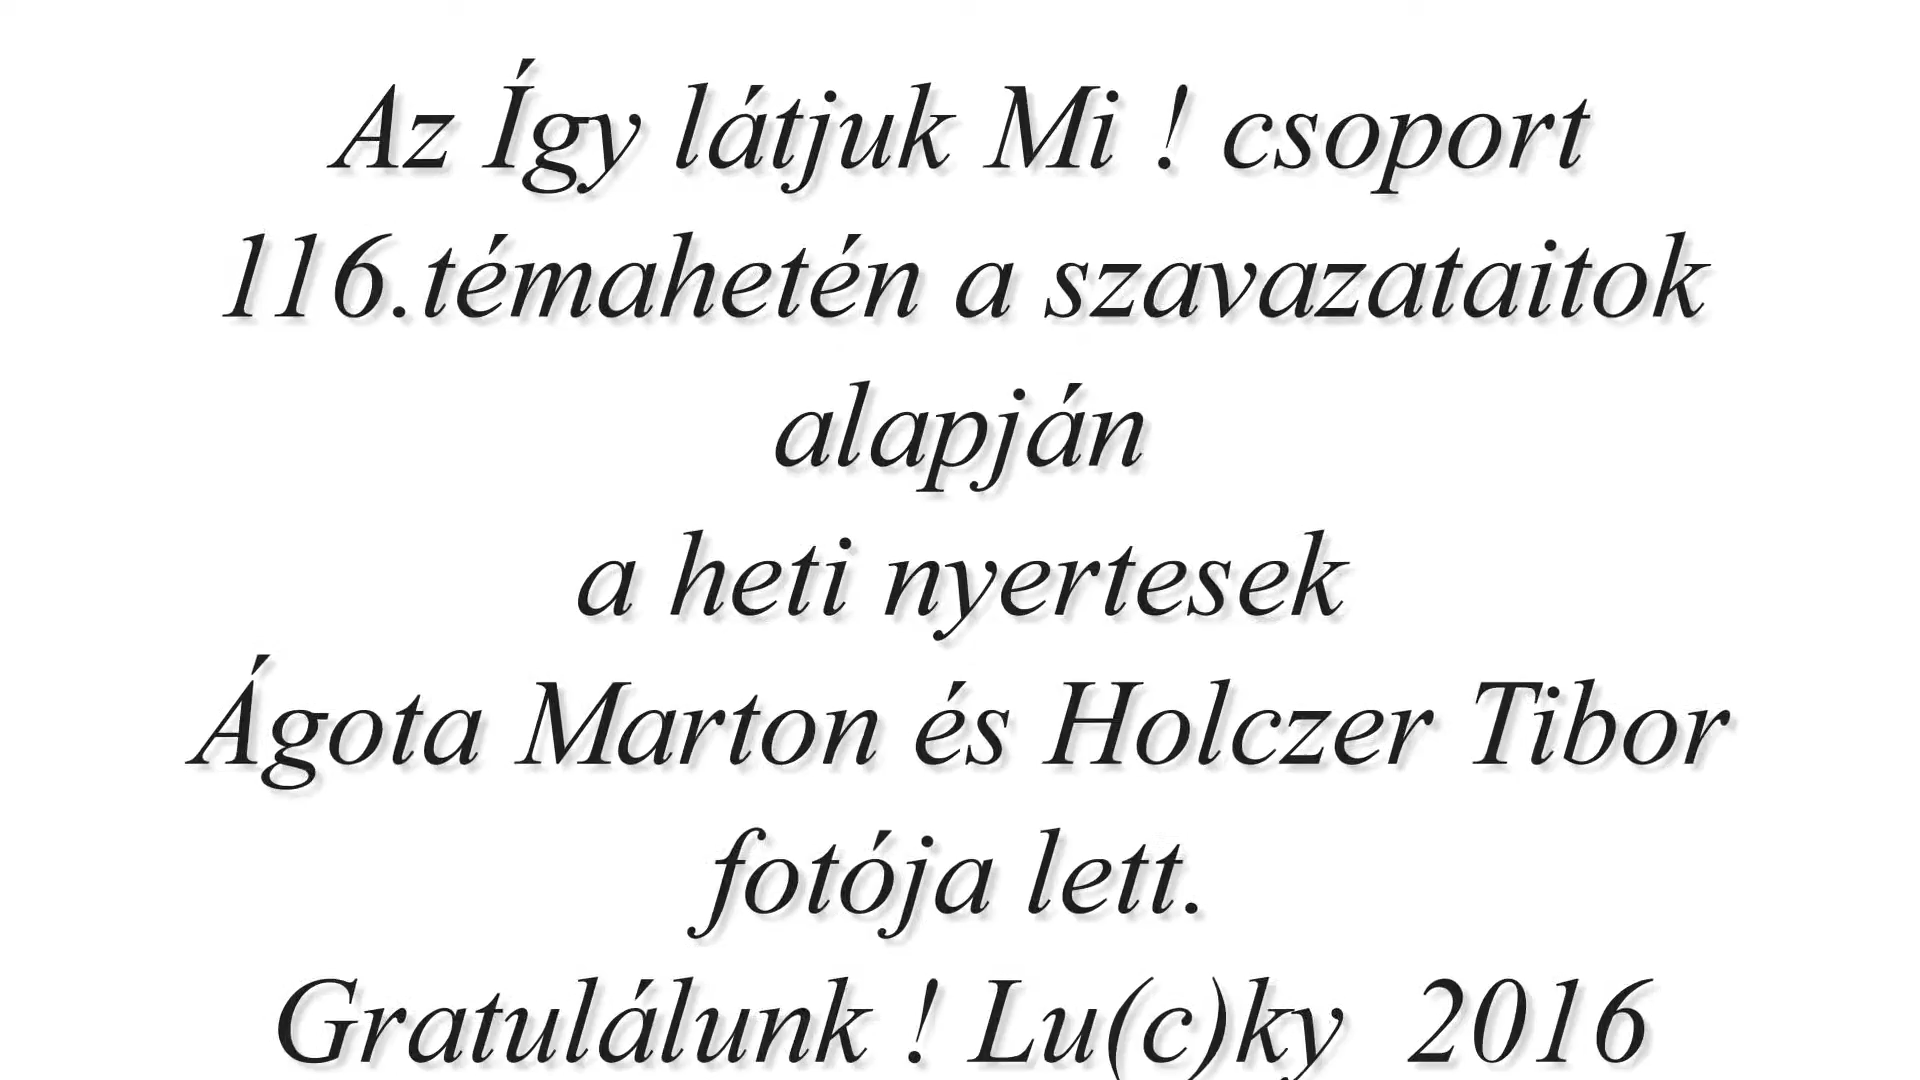 Az Így látjuk Mi ! csoport
116.témahetén a szavazataitok
alapján
a heti nyertesek
Ágota Marton és Holczer Tibor
fotója lett.
Gratulálunk ! Lu(c)ky  2016